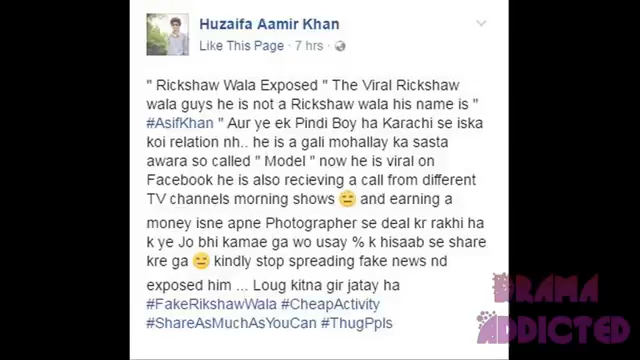 Huzaifa Aamir Khan
Like This Page · 7 hrs ·
" Rickshaw Wala Exposed " The Viral Rickshaw
wala guys he is not a Rickshaw wala his name is "
#AsifKhan " Aur ye ek Pindi Boy ha Karachi se iska
koi relation nh.. he is a gali mohallay ka sasta
awara so called " Model " now he is viral on
Facebook he is also recieving a call from different
TV channels morning shows 😒 and earning a
money isne apne Photographer se deal kr rakhi ha
k ye Jo bhi kamae ga wo usay % k hisaab se share
kre ga 😒 kindly stop spreading fake news nd
exposed him ... Loug kitna gir jatay ha
#FakeRikshawWala #CheapActivity
#ShareAsMuchAsYouCan #ThugPpls
DRAMA
ADDICTED